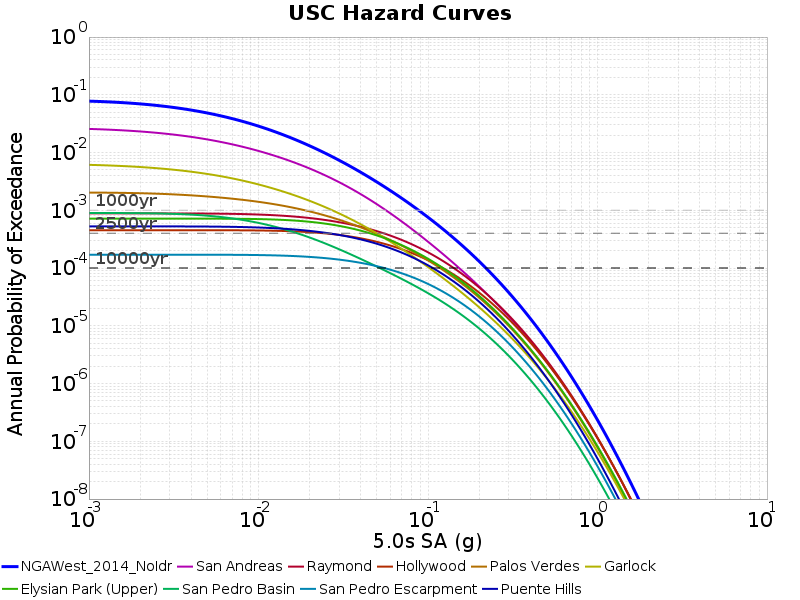 USC Hazard Curves
Annual Probability of Exceedance
10^0
10^-1
10^-2
10^-3
10^-4
10^-5
10^-6
10^-7
10^-8
1000yr
2500yr
10000yr
10^-3 10^-2 10^-1 10^0 10^1
5.0s SA (g)
NGAWest_2014_NoIdr San Andreas Raymond Hollywood Palos Verdes Garlock
Elysian Park (Upper) San Pedro Basin San Pedro Escarpment Puente Hills